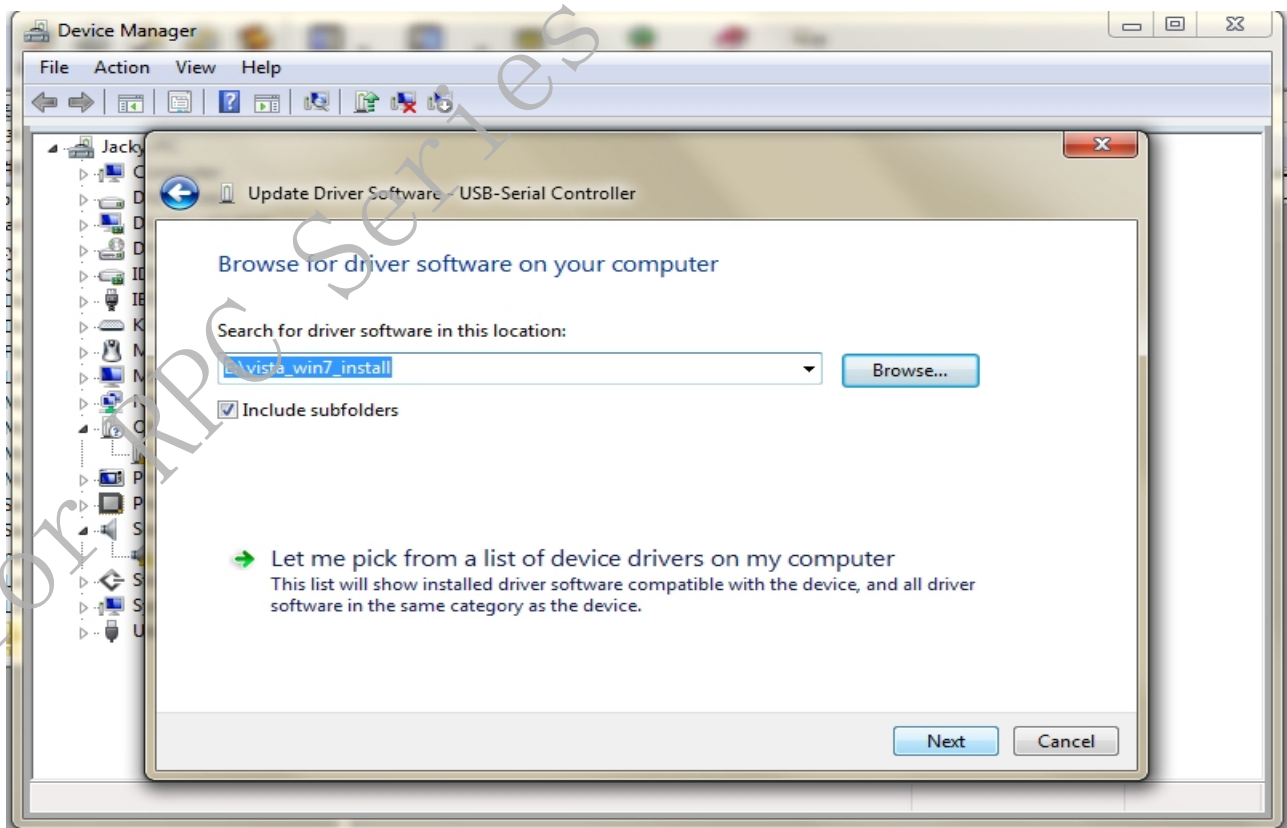 Device Manager
File Action View Help
Jacky
C
D
D
D
ID
IE
K
M
M
P
P
S
S
S
U
Update Driver Software - USB-Serial Controller
Browse for driver software on your computer
Search for driver software in this location:
\vista_win7_install
Browse...
Include subfolders
Let me pick from a list of device drivers on my computer
This list will show installed driver software compatible with the device, and all driver
software in the same category as the device.
Next Cancel
or RPC Series